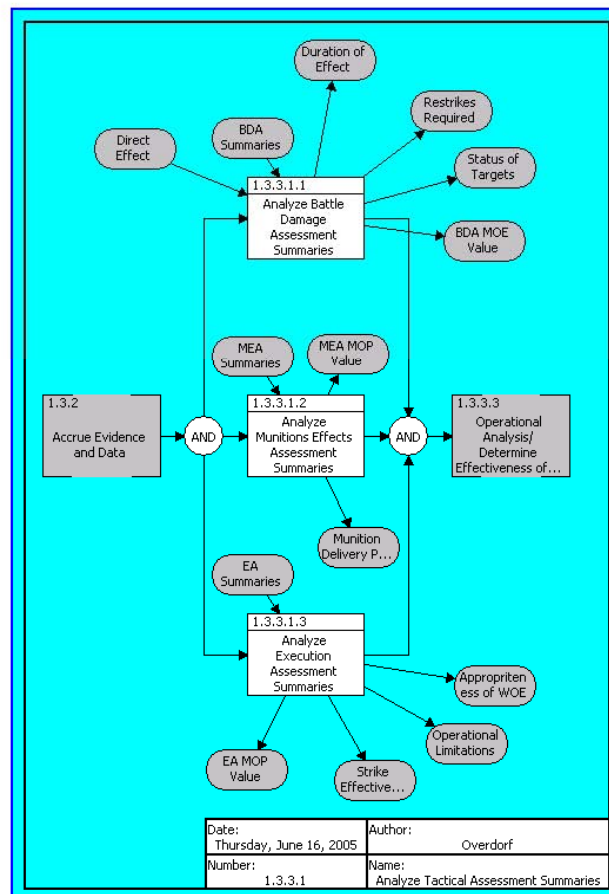 Duration of
Effect
Restrikes
Required
BDA
Summaries
Direct
Effect
Status of
Targets
1.3.3.1.1
Analyze Battle
Damage
Assessment
Summaries
BDA MOE
Value
MEA
Summaries
MEA MOP
Value
1.3.2
Accrue Evidence
and Data
AND
1.3.3.1.2
Analyze
Munitions Effects
Assessment
Summaries
AND
1.3.3.3
Operational
Analysis/
Determine
Effectiveness of...
Munition
Delivery P...
EA
Summaries
1.3.3.1.3
Analyze
Execution
Assessment
Summaries
Appropriten
ess of WOE
Operational
Limitations
EA MOP
Value
Strike
Effective...
Date:
Thursday, June 16, 2005
Author:
Overdorf
Number:
1.3.3.1
Name:
Analyze Tactical Assessment Summaries